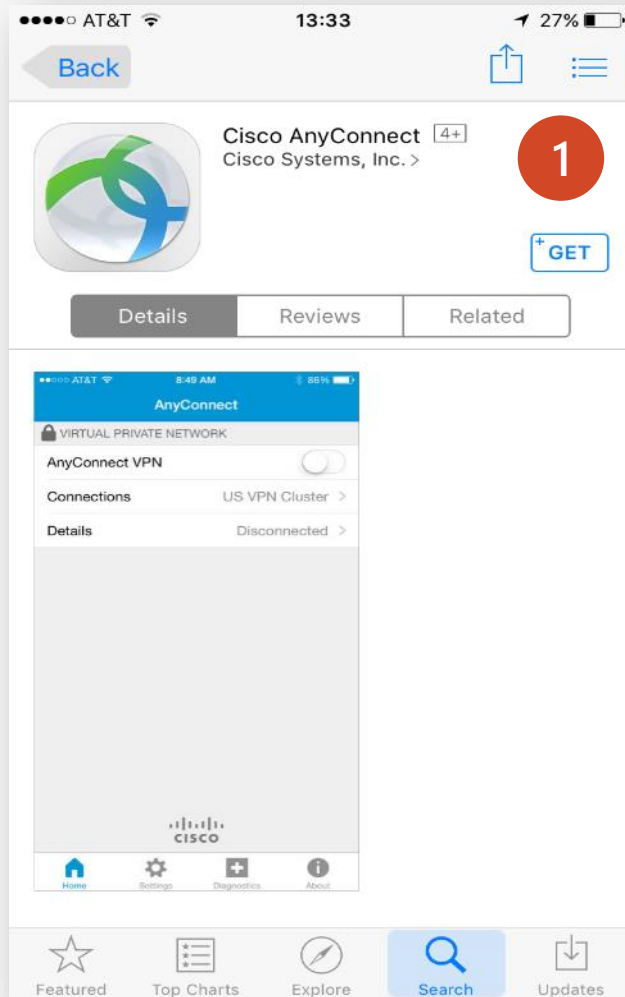 ●●●●○ AT&T 13:33 27%
Back
Cisco AnyConnect 4+
Cisco Systems, Inc. >
1
+ GET
Details Reviews Related
●●○○○ AT&T 8:49 AM 86%
AnyConnect
VIRTUAL PRIVATE NETWORK
AnyConnect VPN
Connections US VPN Cluster >
Details Disconnected >
CISCO
Home Settings Diagnostics About
Featured Top Charts Explore Search Updates